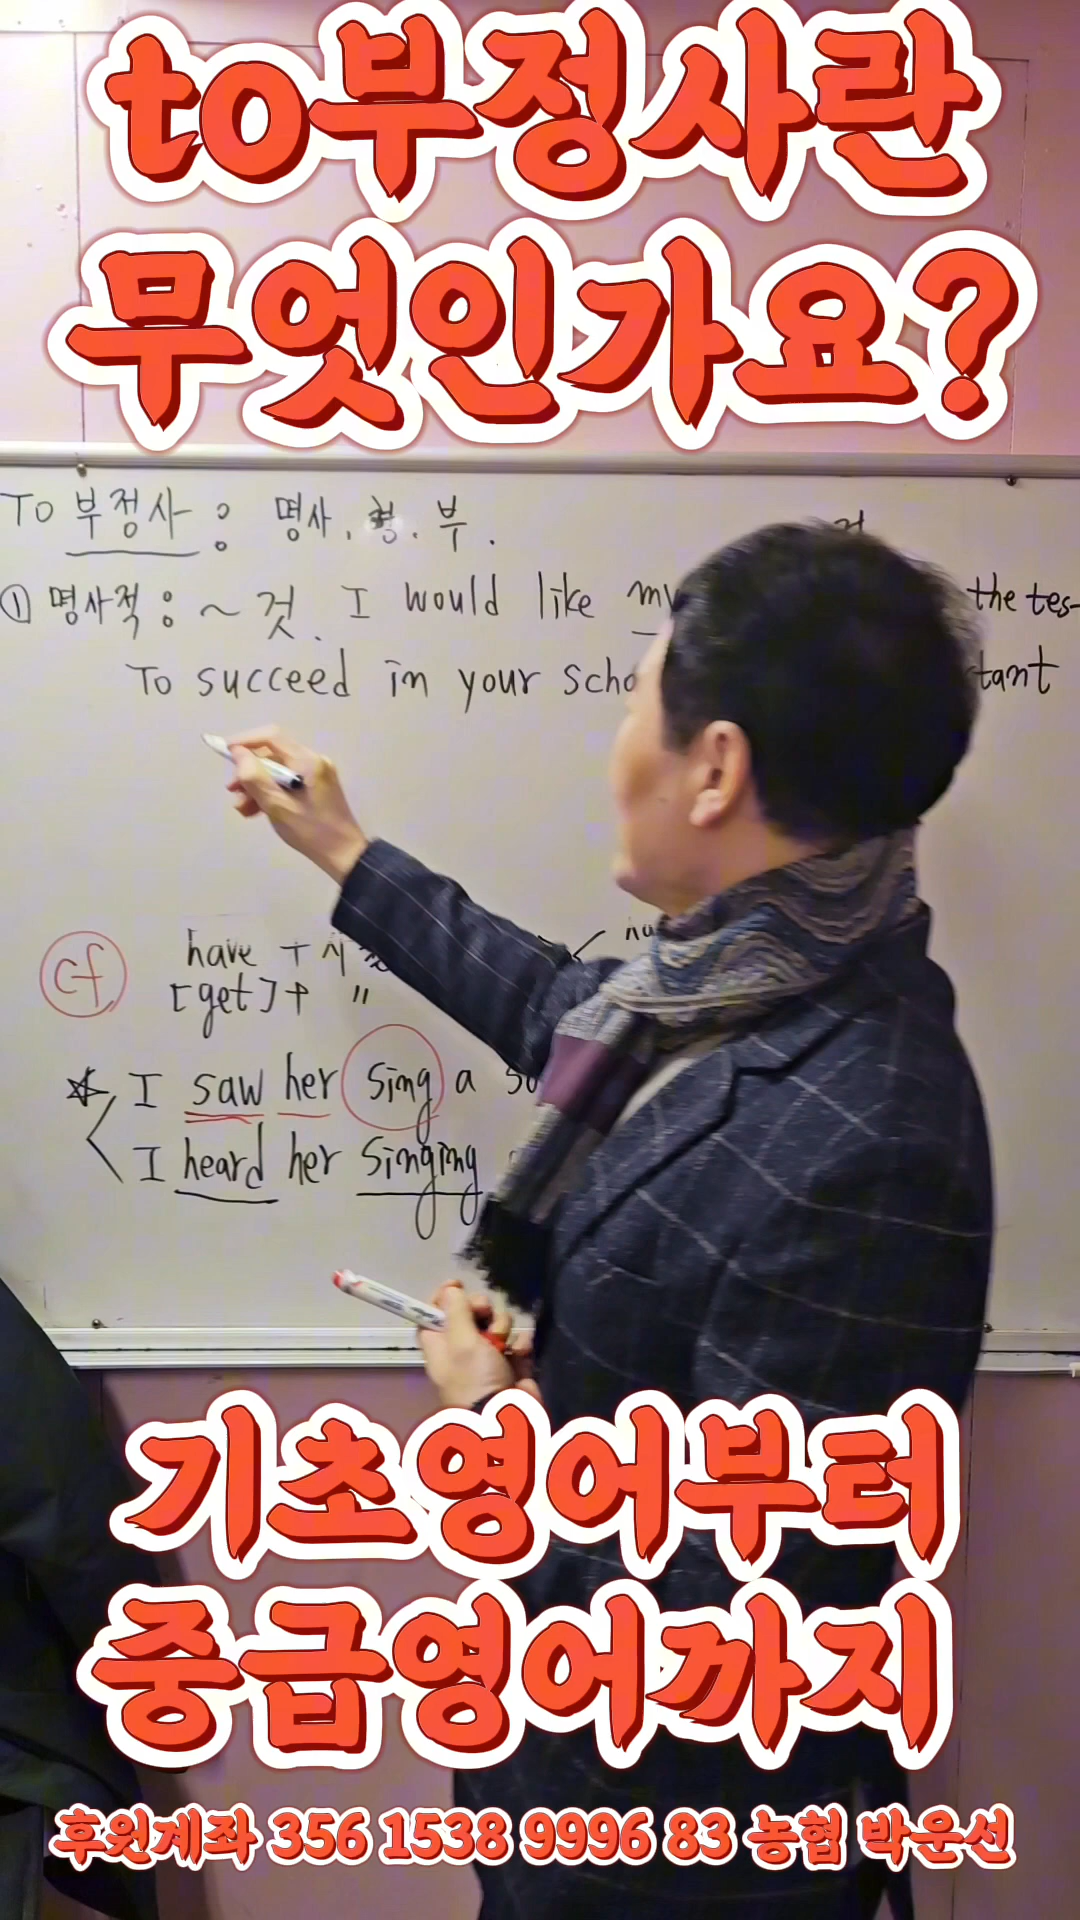 to부정사란
무엇인가요?
To 부정사 : 명사, 형. 부.
① 명사적 : ~ 것. I would like my the tes-
To succeed in your scho tant
cf have +
[get] + "
I saw her sing a so
I heard her singing
기초영어부터
중급영어까지
후원계좌 356 1538 9996 83 농협 박운선